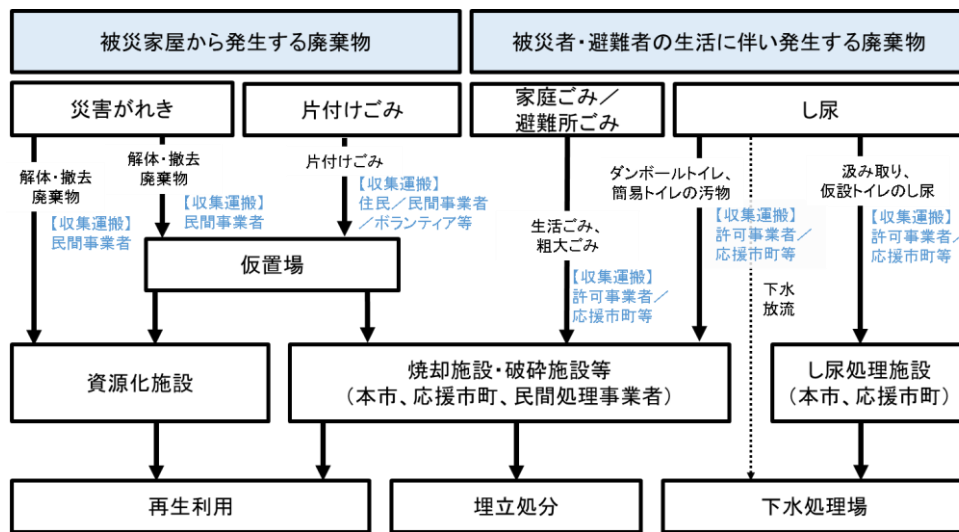 被災家屋から発生する廃棄物
被災者・避難者の生活に伴い発生する廃棄物
災害がれき
片付けごみ
家庭ごみ／
避難所ごみ
し尿
解体・撤去
廃棄物
【収集運搬】
民間事業者
解体・撤去
廃棄物
【収集運搬】
民間事業者
片付けごみ
【収集運搬】
住民／民間事業者
／ボランティア等
生活ごみ、
粗大ごみ
【収集運搬】
許可事業者／
応援市町等
ダンボールトイレ、
簡易トイレの汚物
【収集運搬】
許可事業者／
応援市町等
下水
放流
汲み取り、
仮設トイレのし尿
【収集運搬】
許可事業者／
応援市町等
仮置場
資源化施設
焼却施設・破砕施設等
（本市、応援市町、民間処理事業者）
し尿処理施設
（本市、応援市町）
再生利用
埋立処分
下水処理場